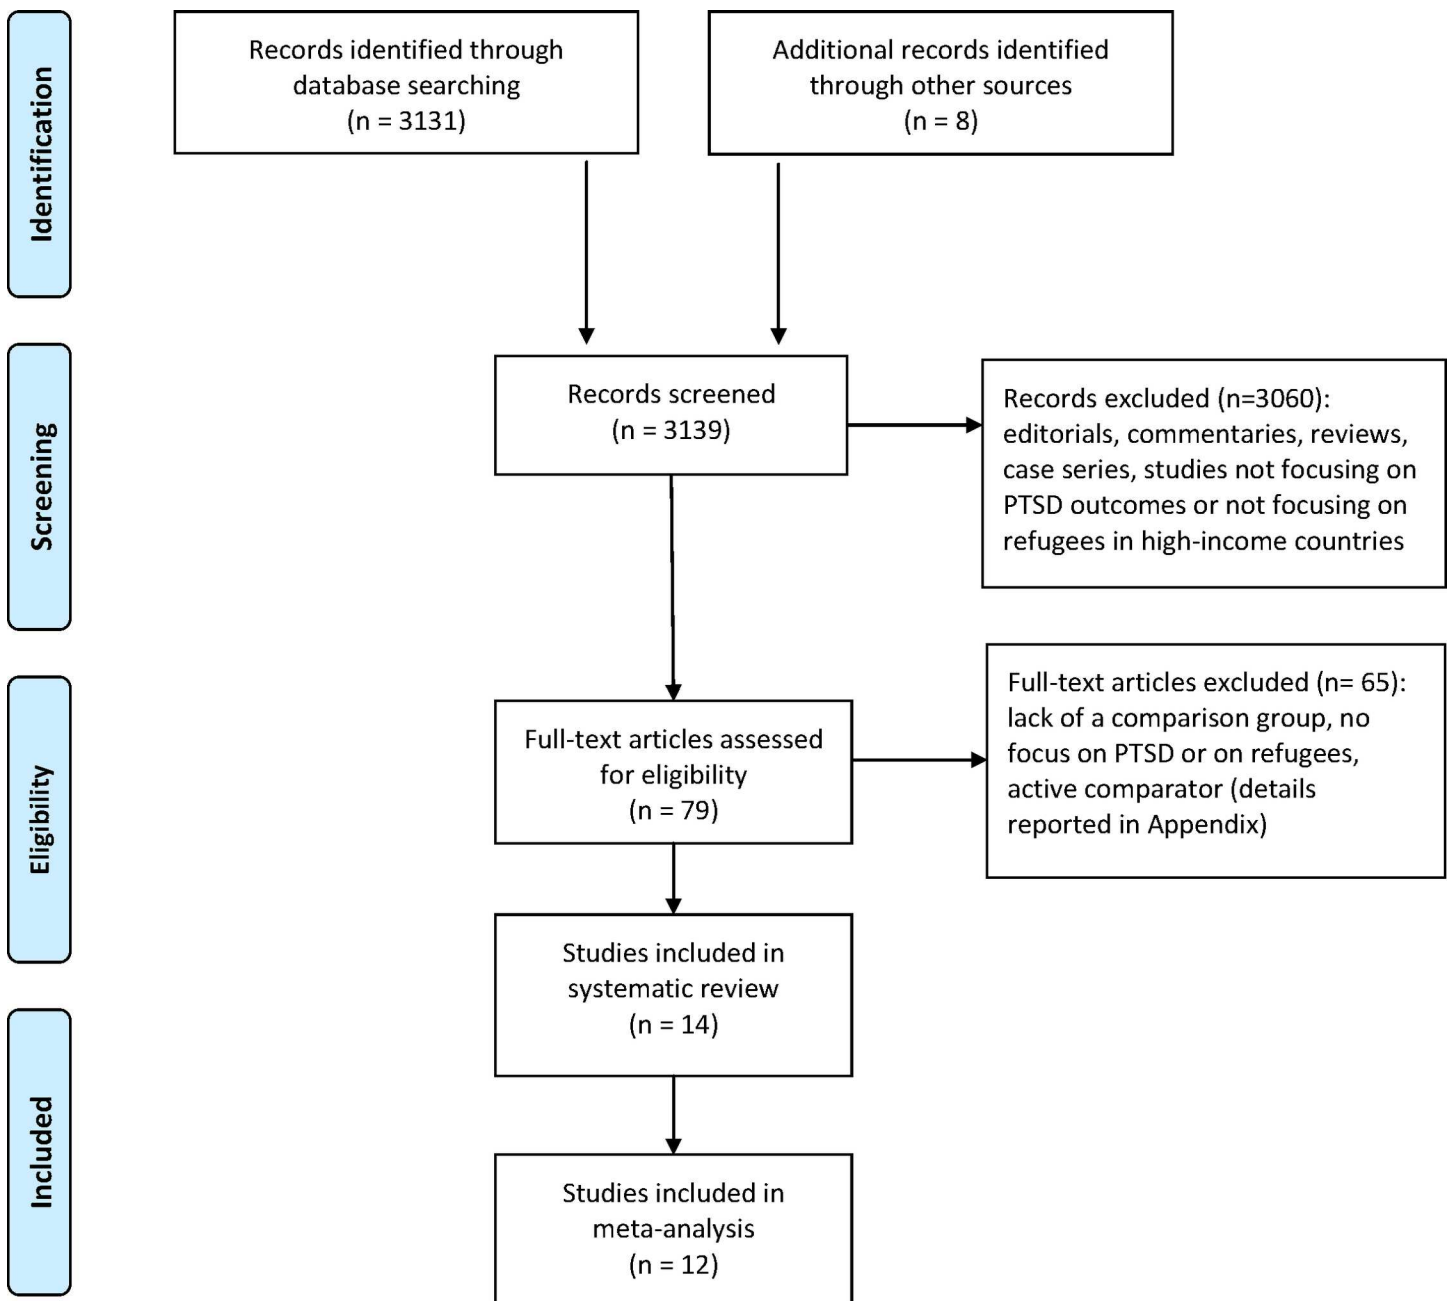 Identification
Records identified through
database searching
(n = 3131)
Additional records identified
through other sources
(n = 8)
Screening
Records screened
(n = 3139)
Records excluded (n=3060):
editorials, commentaries, reviews,
case series, studies not focusing on
PTSD outcomes or not focusing on
refugees in high-income countries
Eligibility
Full-text articles assessed
for eligibility
(n = 79)
Full-text articles excluded (n= 65):
lack of a comparison group, no
focus on PTSD or on refugees,
active comparator (details
reported in Appendix)
Studies included in
systematic review
(n = 14)
Included
Studies included in
meta-analysis
(n = 12)